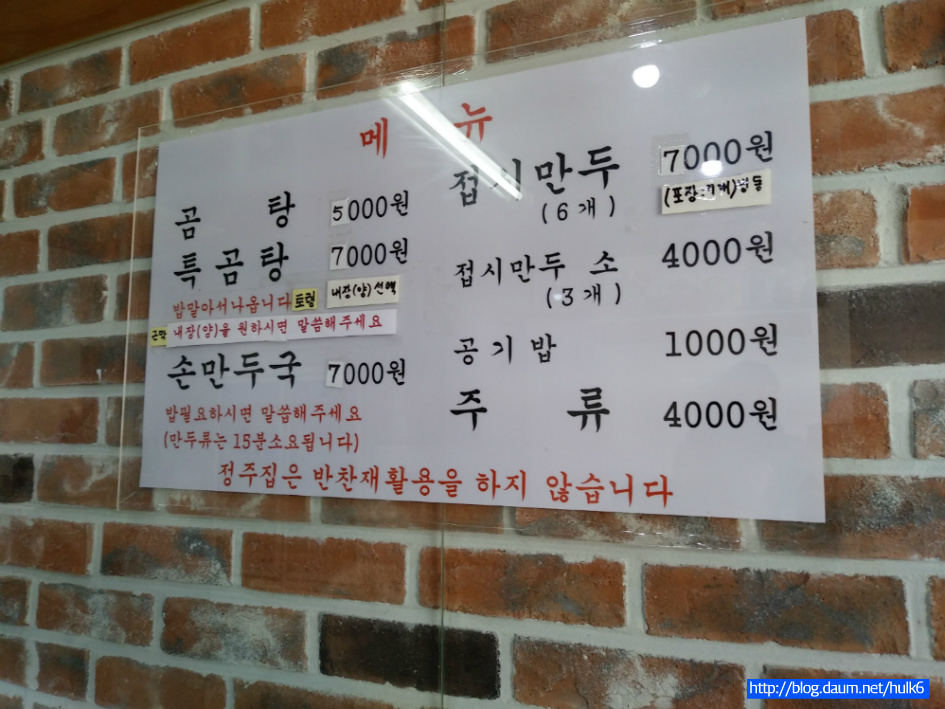 메 뉴
곰 탕 5000원
특곰탕 7000원
밥말아서나옵니다 토렴 내장(양)선택
내장(양)을 원하시면 말씀해주세요
손만두국 7000원
밥필요하시면 말씀해주세요
(만두류는 15분소요됩니다)
접시만두 7000원
(6개)
접시만두 소 4000원
(3개)
공기밥 1000원
주 류 4000원
정주집은 반찬재활용을 하지 않습니다
http://blog.daum.net/hulk6